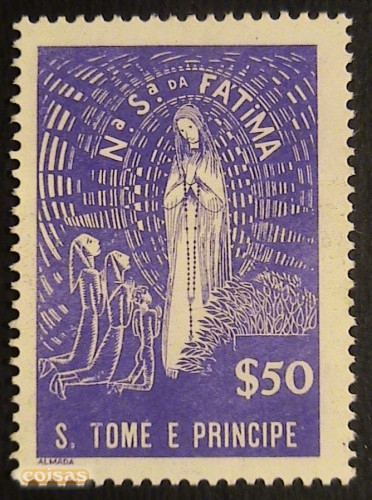 Nª Sª DA FATIMA
$50
S. TOMÉ E PRINCIPE
ALMADA
coisas